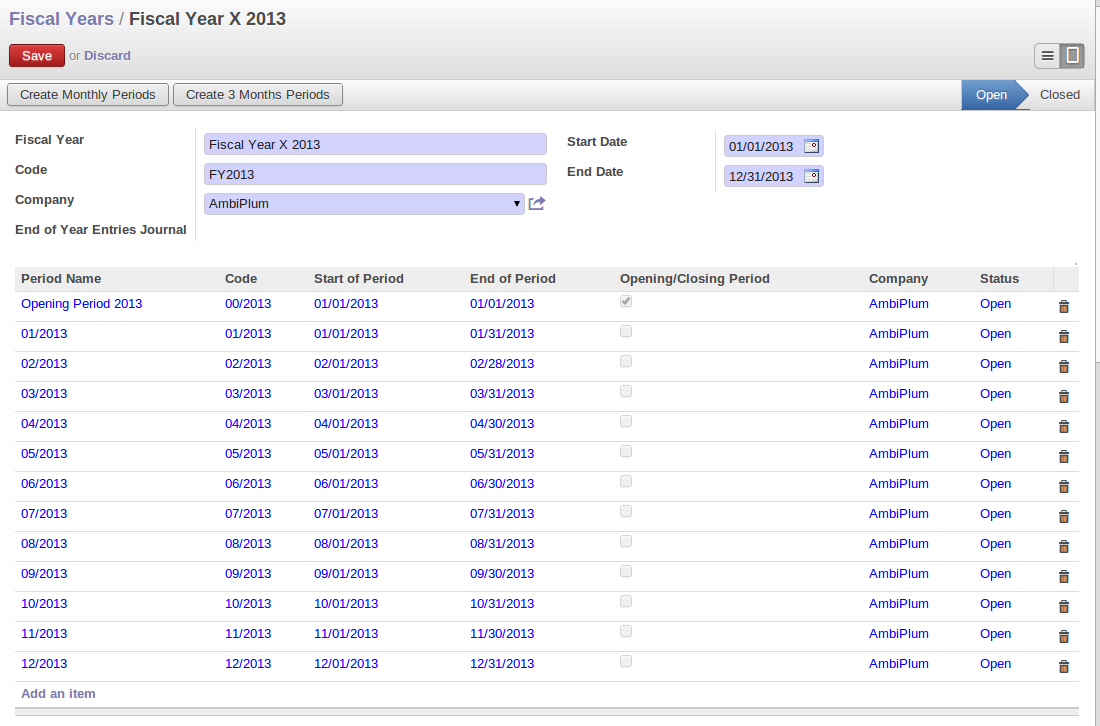 Fiscal Years / Fiscal Year X 2013
Save or Discard
Create Monthly Periods Create 3 Months Periods Open Closed
Fiscal Year Fiscal Year X 2013 Start Date 01/01/2013
Code FY2013 End Date 12/31/2013
Company AmbiPlum
End of Year Entries Journal
Period Name Code Start of Period End of Period Opening/Closing Period Company Status
Opening Period 2013 00/2013 01/01/2013 01/01/2013 AmbiPlum Open
01/2013 01/2013 01/01/2013 01/31/2013 AmbiPlum Open
02/2013 02/2013 02/01/2013 02/28/2013 AmbiPlum Open
03/2013 03/2013 03/01/2013 03/31/2013 AmbiPlum Open
04/2013 04/2013 04/01/2013 04/30/2013 AmbiPlum Open
05/2013 05/2013 05/01/2013 05/31/2013 AmbiPlum Open
06/2013 06/2013 06/01/2013 06/30/2013 AmbiPlum Open
07/2013 07/2013 07/01/2013 07/31/2013 AmbiPlum Open
08/2013 08/2013 08/01/2013 08/31/2013 AmbiPlum Open
09/2013 09/2013 09/01/2013 09/30/2013 AmbiPlum Open
10/2013 10/2013 10/01/2013 10/31/2013 AmbiPlum Open
11/2013 11/2013 11/01/2013 11/30/2013 AmbiPlum Open
12/2013 12/2013 12/01/2013 12/31/2013 AmbiPlum Open
Add an item